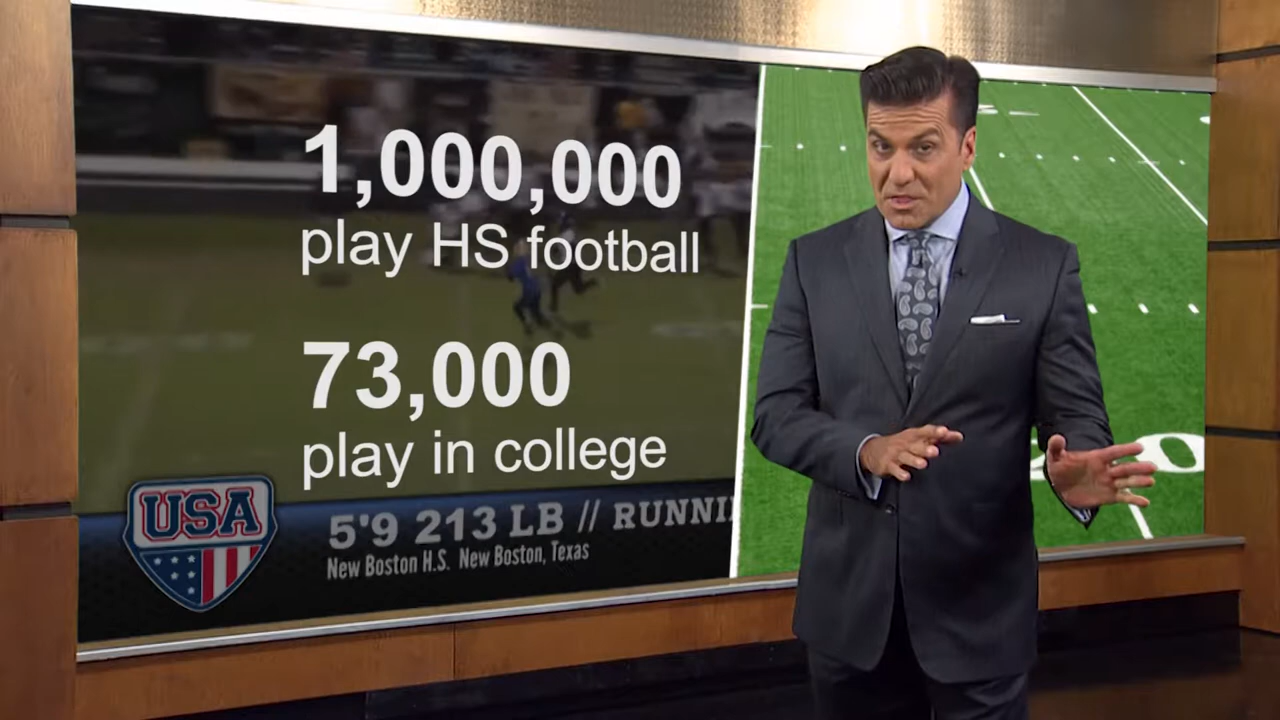 1,000,000
play HS football
73,000
play in college
USA
5'9 213 LB // RUNNI
New Boston H.S. New Boston, Texas